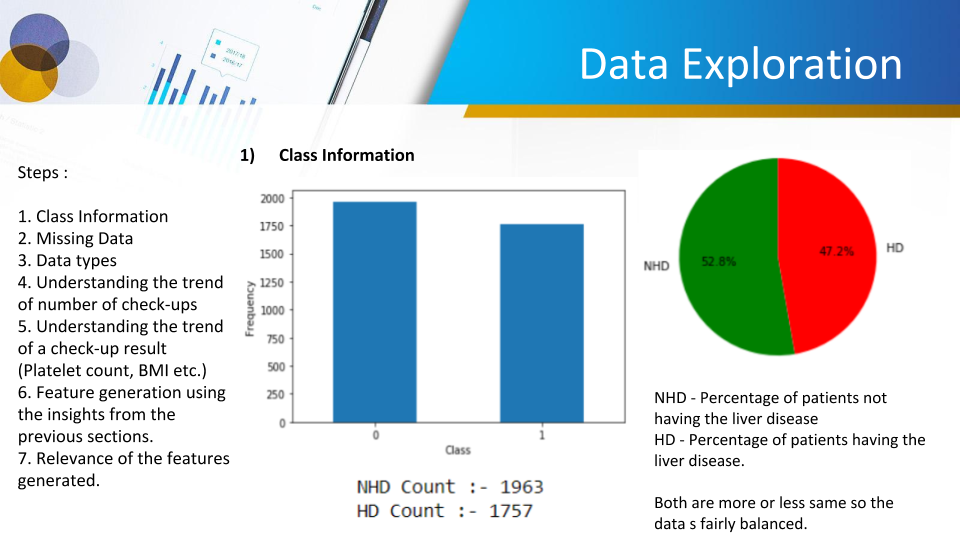 Data Exploration
2017/18
2016/17
Steps :
1. Class Information
2. Missing Data
3. Data types
4. Understanding the trend
of number of check-ups
5. Understanding the trend
of a check-up result
(Platelet count, BMI etc.)
6. Feature generation using
the insights from the
previous sections.
7. Relevance of the features
generated.
1) Class Information
2000
1750
1500
1250
1000
750
500
250
0
Frequency
0 1
Class
NHD Count :- 1963
HD Count :- 1757
NHD 52.8% 47.2% HD
NHD - Percentage of patients not
having the liver disease
HD - Percentage of patients having the
liver disease.
Both are more or less same so the
data s fairly balanced.